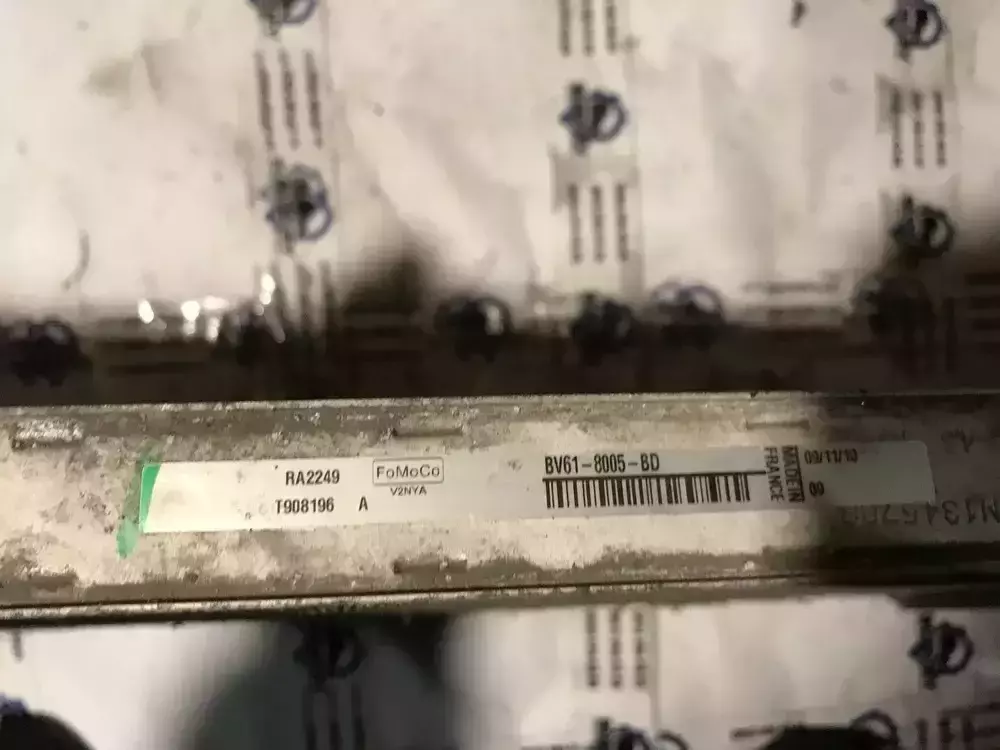 RA2249
T908196 A
FoMoCo
V2NYA
BV61-8005-BD
MADE IN
FRANCE
09/11/10